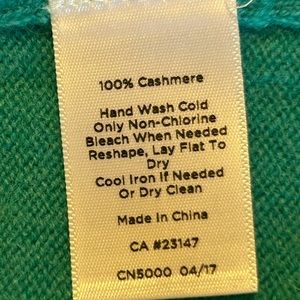 100% Cashmere
Hand Wash Cold
Only Non-Chlorine
Bleach When Needed
Reshape, Lay Flat To
Dry
Cool Iron If Needed
Or Dry Clean
Made In China
CA #23147
CN5000 04/17